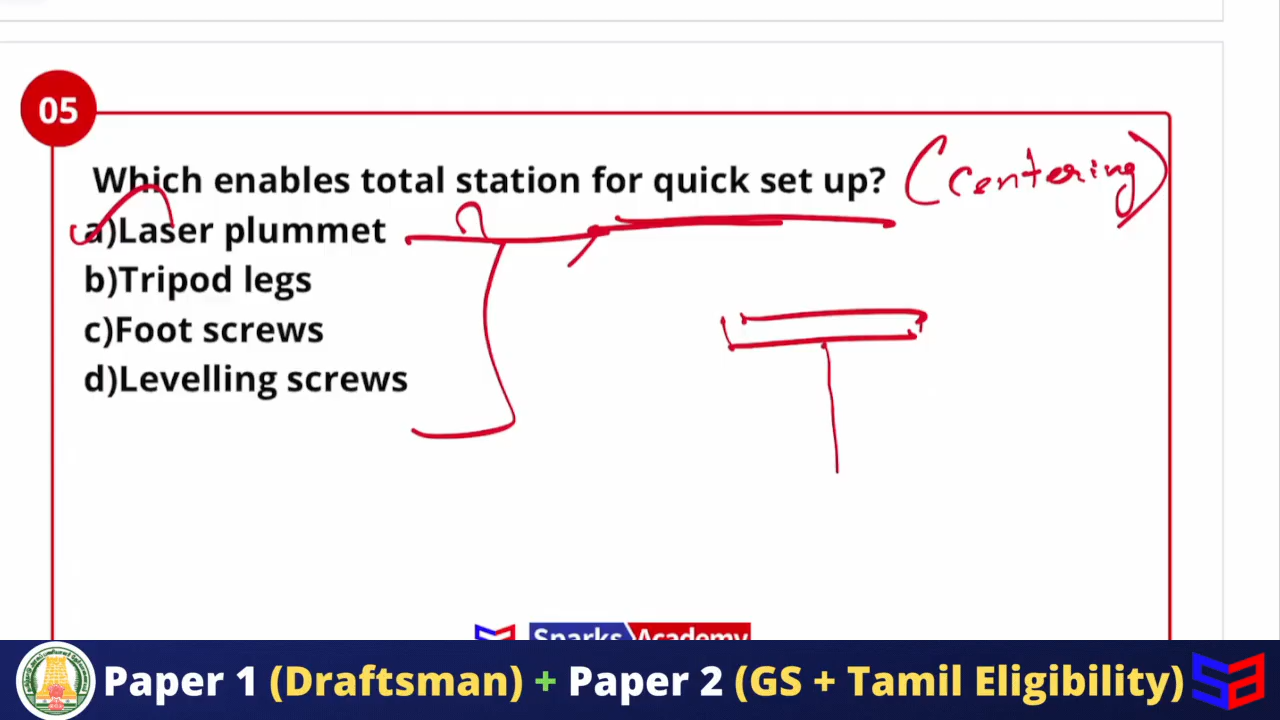 05
Which enables total station for quick set up? (Centering)
a)Laser plummet
b)Tripod legs
c)Foot screws
d)Levelling screws
Sparks Academy
Paper 1 (Draftsman) + Paper 2 (GS + Tamil Eligibility)